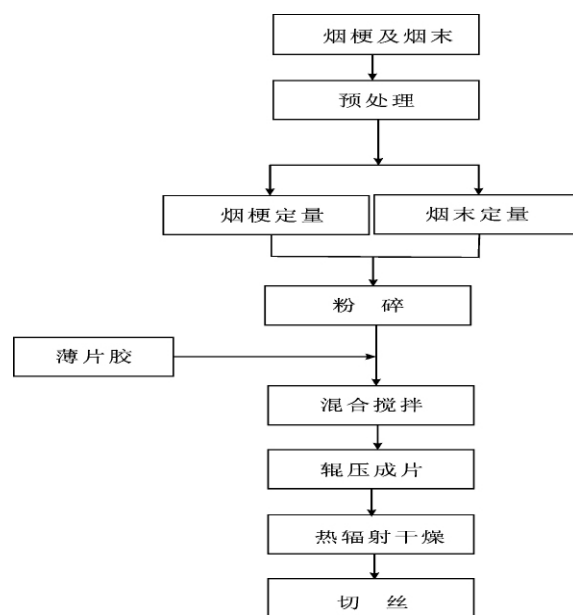 烟梗及烟末
预处理
烟梗定量
烟末定量
粉 碎
薄片胶
混合搅拌
辊压成片
热辐射干燥
切 丝